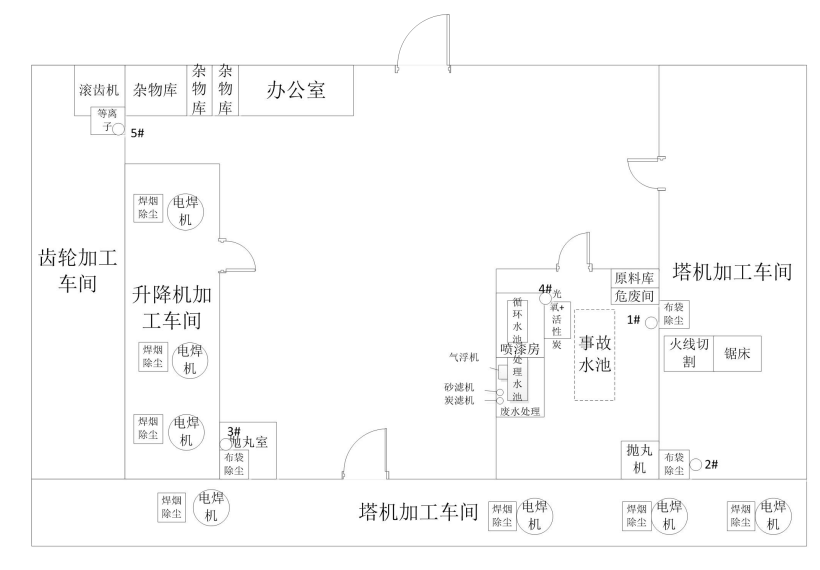 滚齿机
杂物库
杂
物
库
杂
物
库
办公室
等离
子
5#
焊烟
除尘
电焊
机
齿轮加工
车间
升降机加
工车间
塔机加工车间
原料库
危废间
4#
光
氧+
活
性
炭
循
环
水
池
1#
布袋
除尘
喷漆房
事故
水池
火线切
割
锯床
焊烟
除尘
电焊
机
气浮机
处
理
水
池
砂滤机
炭滤机
废水处理
焊烟
除尘
电焊
机
3#
抛丸室
布袋
除尘
抛丸
机
布袋
除尘
2#
焊烟
除尘
电焊
机
塔机加工车间
焊烟
除尘
电焊
机
焊烟
除尘
电焊
机
焊烟
除尘
电焊
机